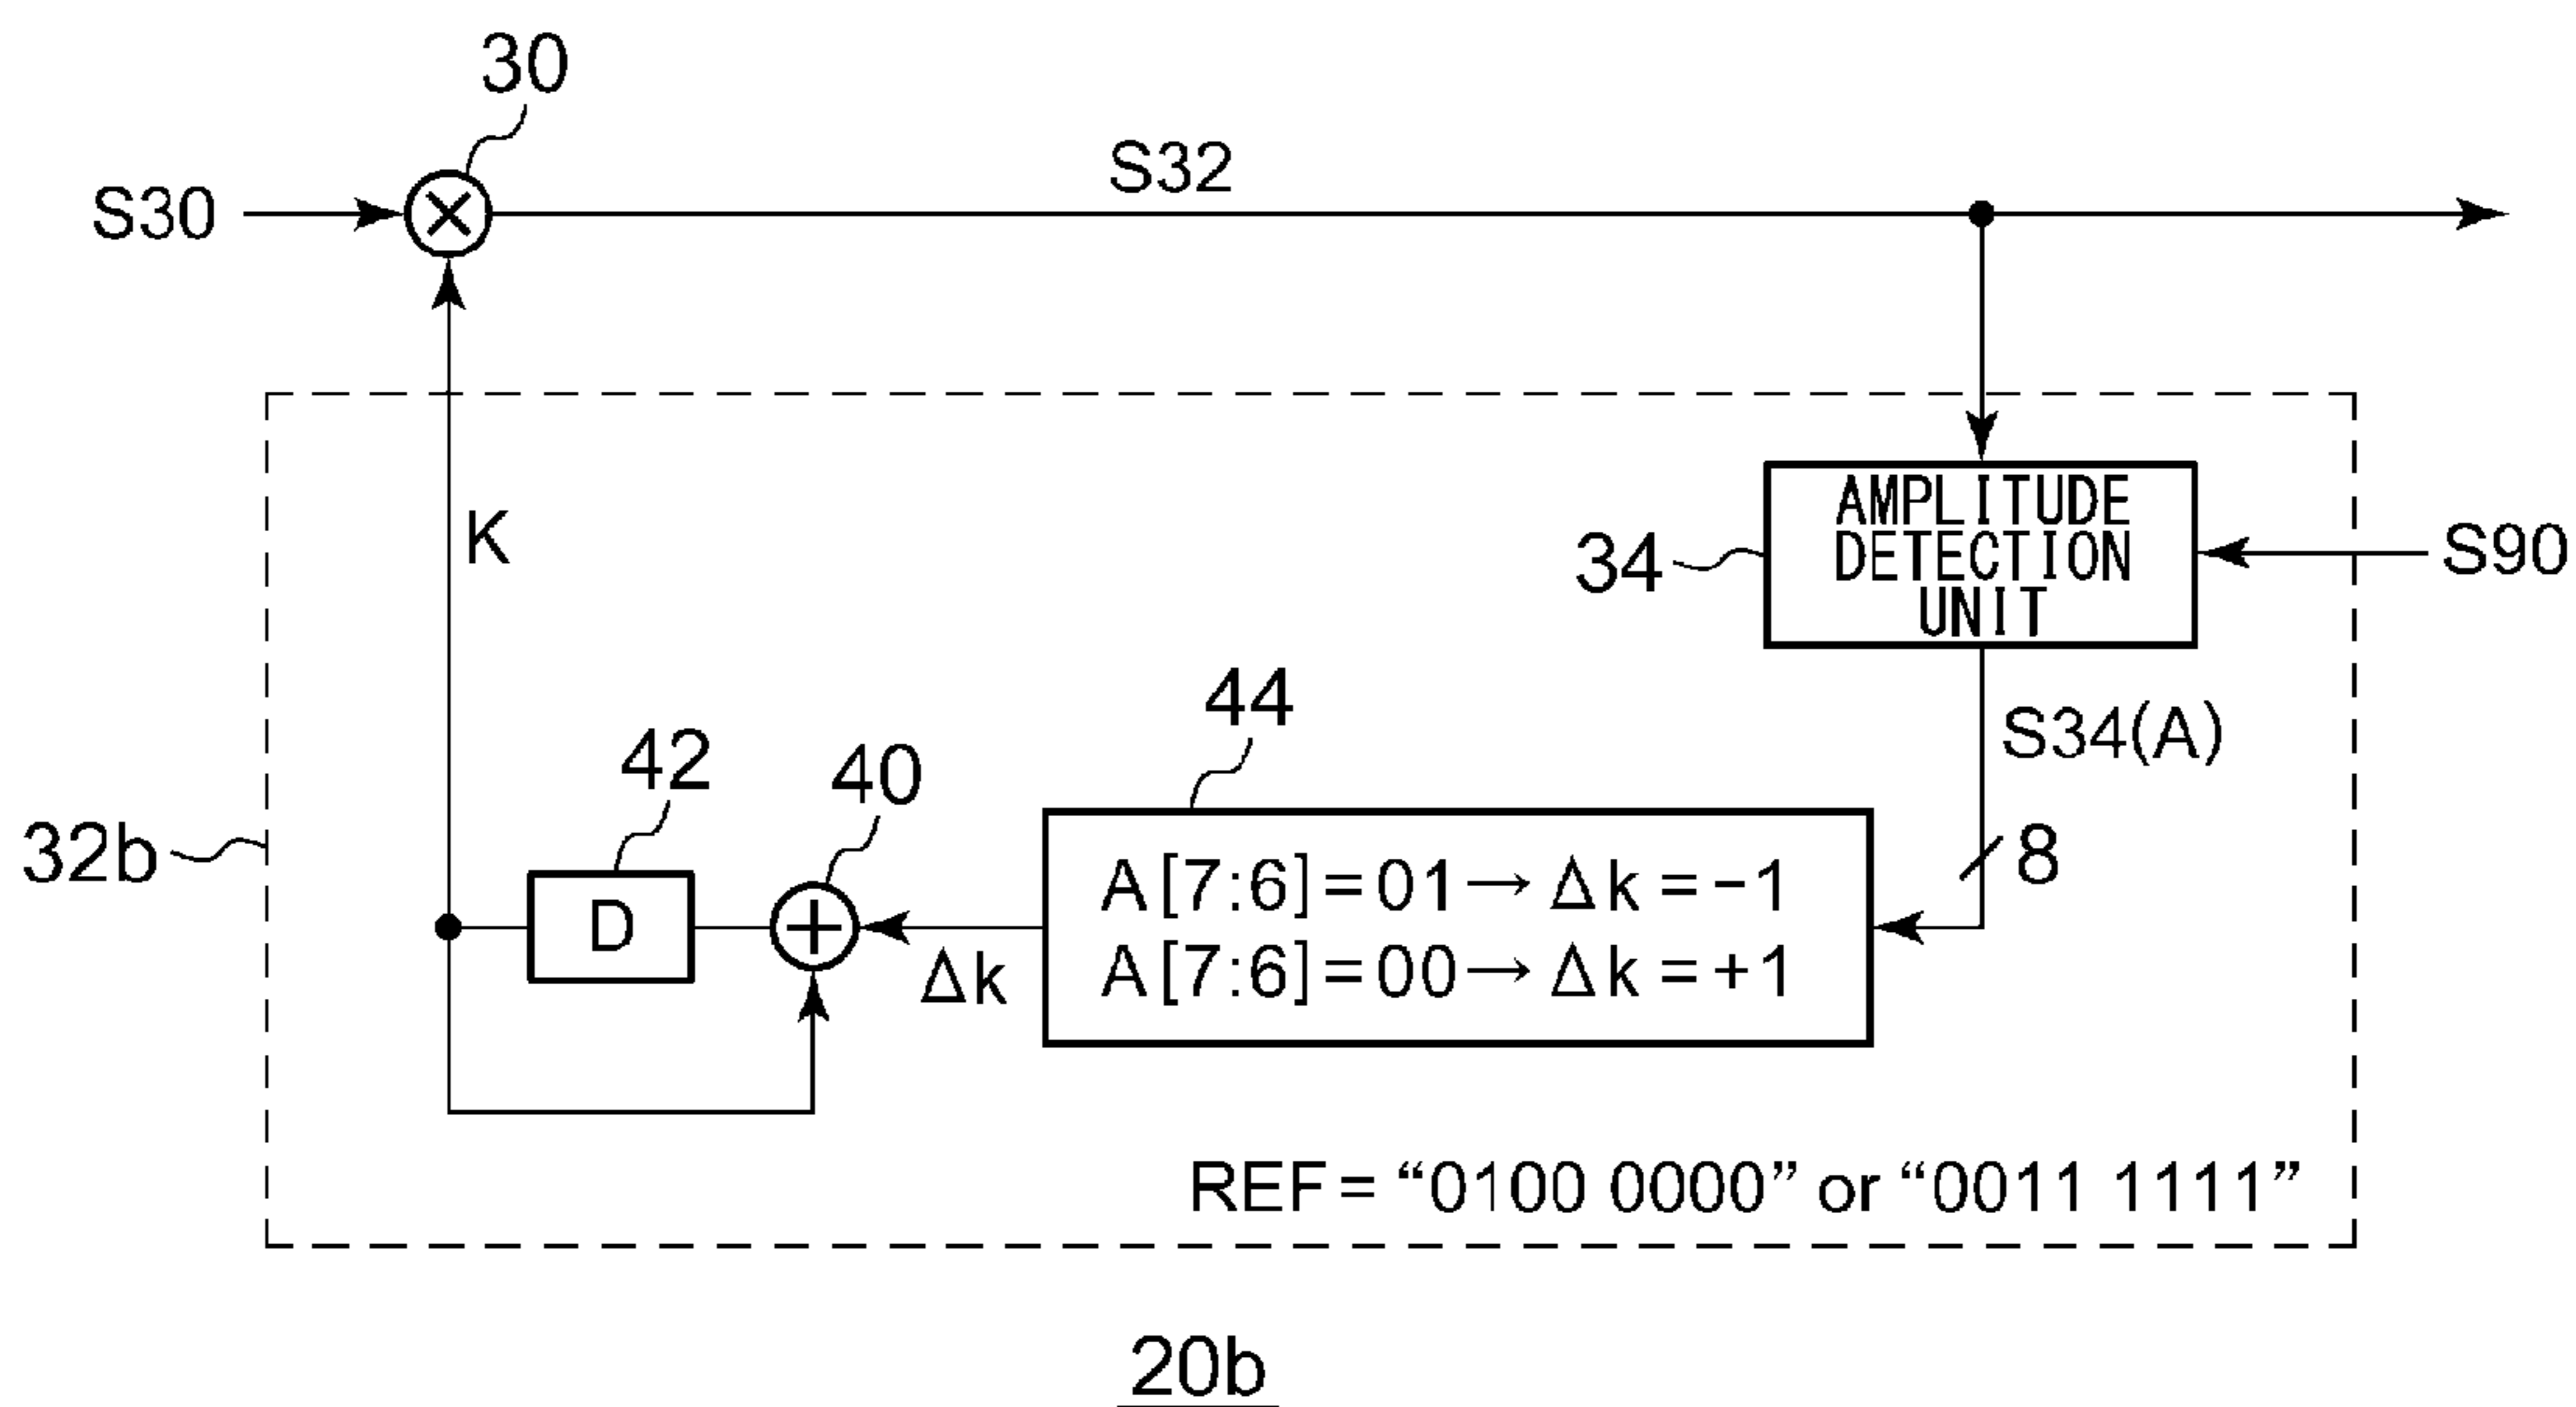 30
S30
S32
K
AMPLITUDE
DETECTION
UNIT
34
S90
S34(A)
8
44
42
40
32b
D
Δk
A[7:6]=01→Δk=−1
A[7:6]=00→Δk=+1
REF= “0100 0000” or “0011 1111”
20b